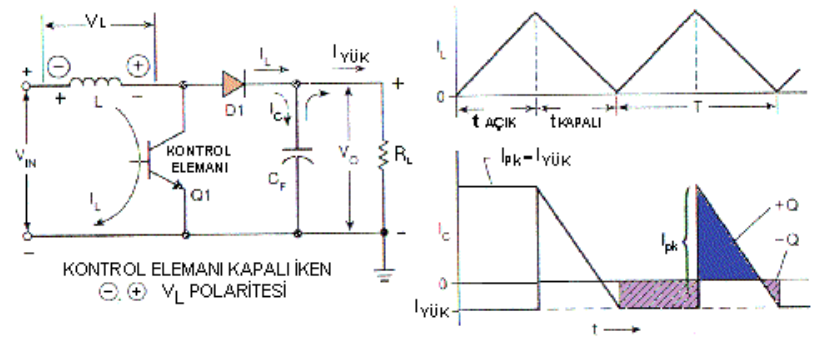 VL
⊖ ⊕
+ + − +
L
D1
IL
IYÜK
IC
VIN
KONTROL
ELEMANI
Q1
IL
CF
VO
RL
− −
KONTROL ELEMANI KAPALI İKEN
⊖, ⊕ VL POLARİTESİ
IL
0
t AÇIK
tKAPALI
T
Ipk–IYÜK
IC
Ipk
+Q
−Q
0
IYÜK
t